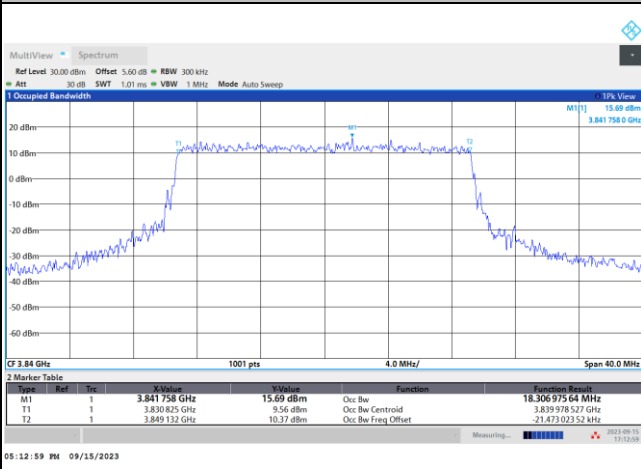 MultiView Spectrum
Ref Level 30.00 dBm Offset 5.60 dB RBW 300 kHz
Att 30 dB SWT 1.01 ms VBW 1 MHz Mode Auto Sweep
1 Occupied Bandwidth 1Pk View
M1[1] 15.69 dBm
3.841 758 0 GHz
20 dBm
M1
T1 T2
10 dBm
0 dBm
-10 dBm
-20 dBm
-30 dBm
-40 dBm
-50 dBm
-60 dBm
CF 3.84 GHz 1001 pts 4.0 MHz/ Span 40.0 MHz
2 Marker Table
Type Ref Trc X-Value Y-Value Function Function Result
M1 1 3.841 758 GHz 15.69 dBm Occ Bw 18.306 975 64 MHz
T1 1 3.830 825 GHz 9.56 dBm Occ Bw Centroid 3.839 978 527 GHz
T2 1 3.849 132 GHz 10.37 dBm Occ Bw Freq Offset -21.473 023 52 kHz
Measuring... 2023-09-15
17:12:59
05:12:59 PM 09/15/2023